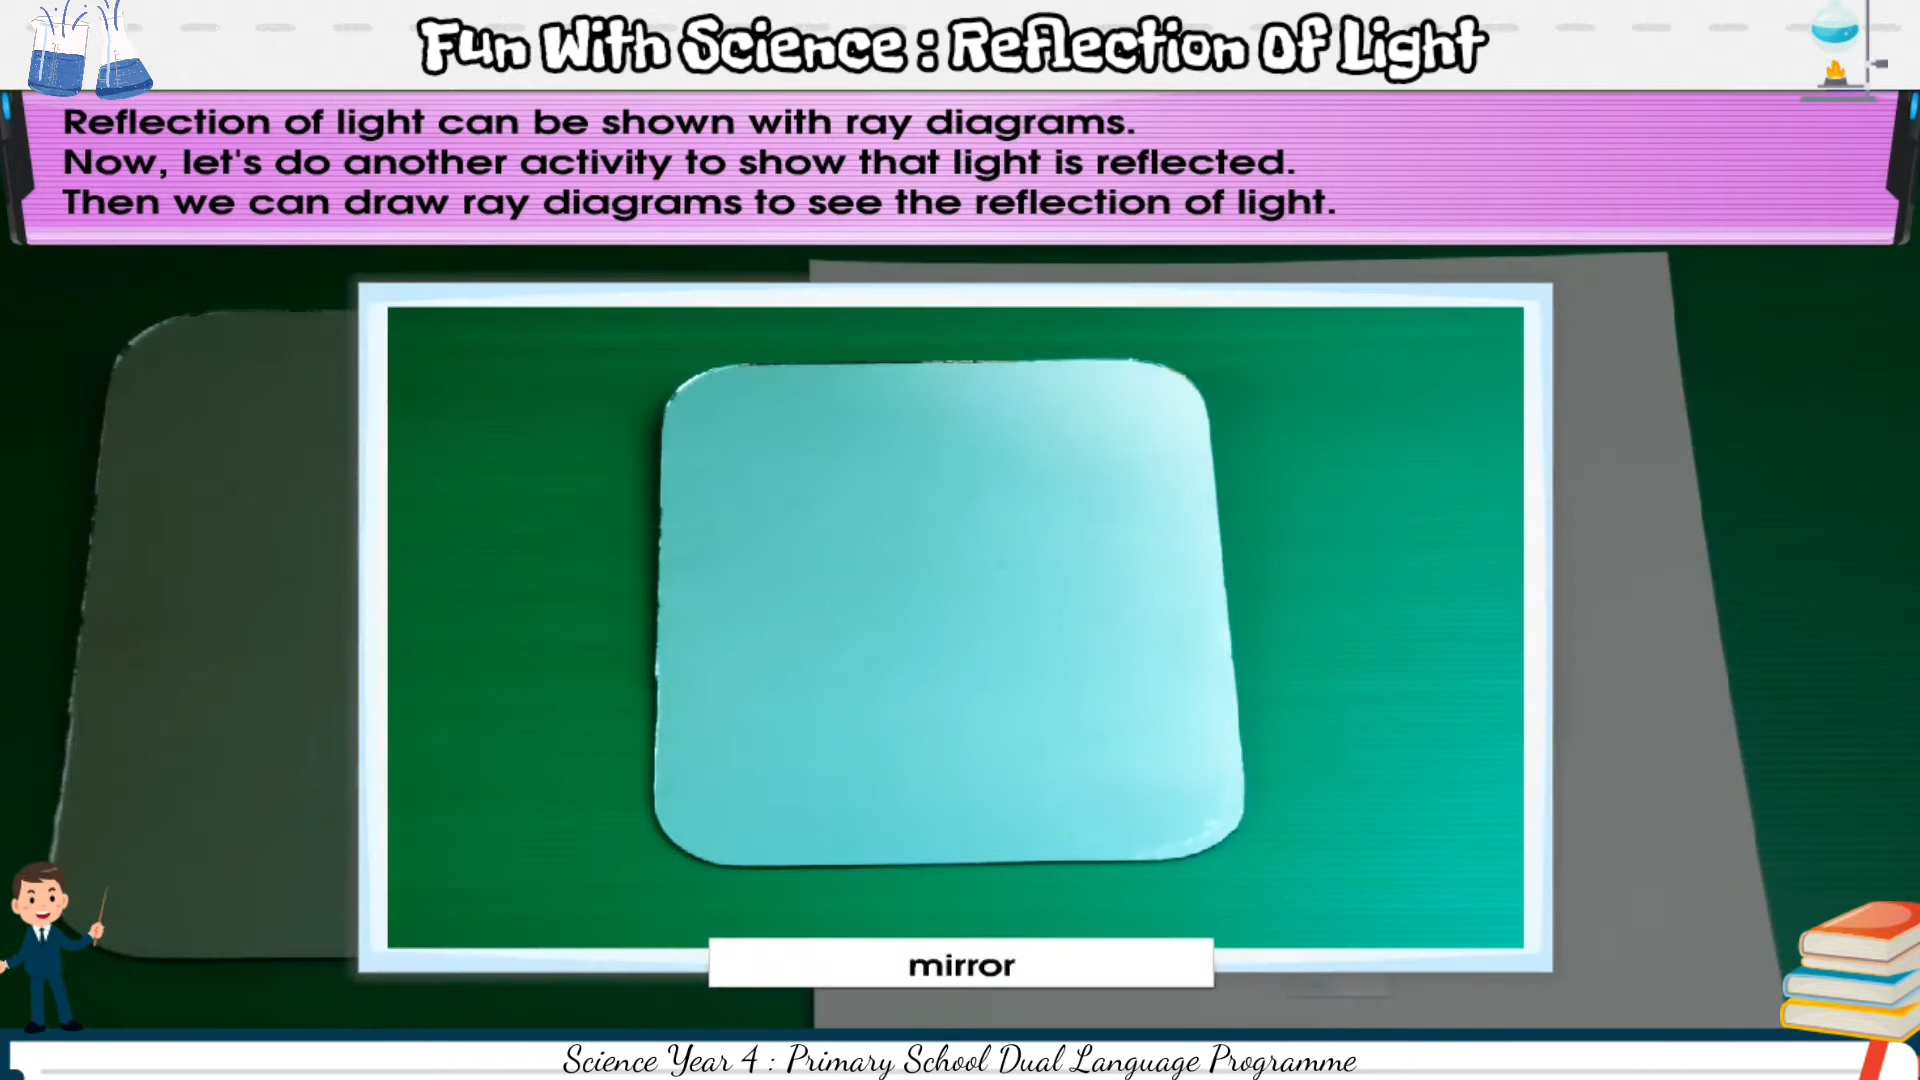 Fun With Science : Reflection Of Light
Reflection of light can be shown with ray diagrams.
Now, let's do another activity to show that light is reflected.
Then we can draw ray diagrams to see the reflection of light.
mirror
Science Year 4 : Primary School Dual Language Programme